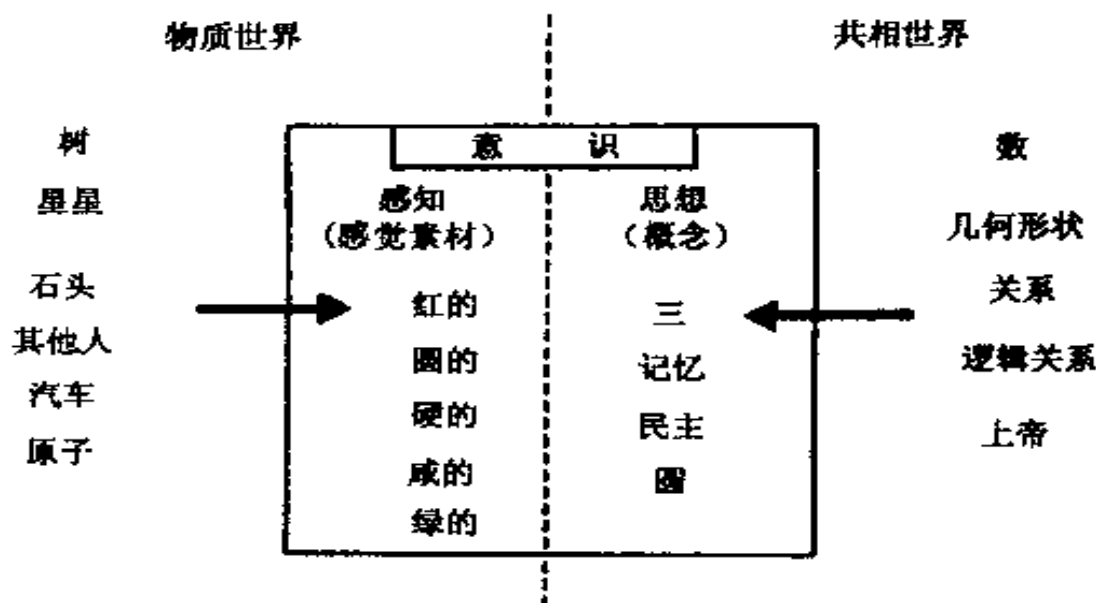 物质世界
共相世界
意 识
树
星星
石头
其他人
汽车
原子
感知
（感觉素材）
红的
圆的
硬的
咸的
绿的
思想
（概念）
三
记忆
民主
圆
数
几何形状
关系
逻辑关系
上帝